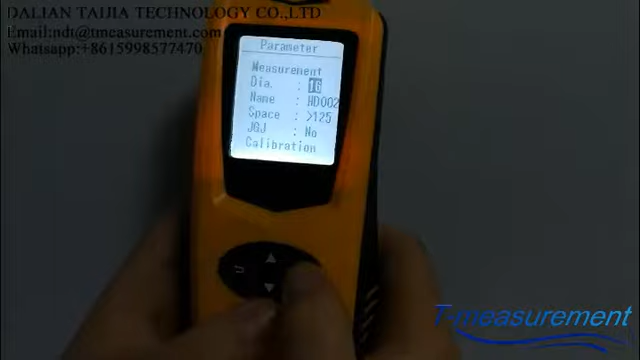 DALIAN TAIJIA TECHNOLOGY CO.,LTD
Email:ndt@tmeasurement.com
Whatsapp:+8615998577470
Parameter
Measurement
Dia. : 16
Name : HD002
Space : >125
JGJ : No
Calibration
T-measurement